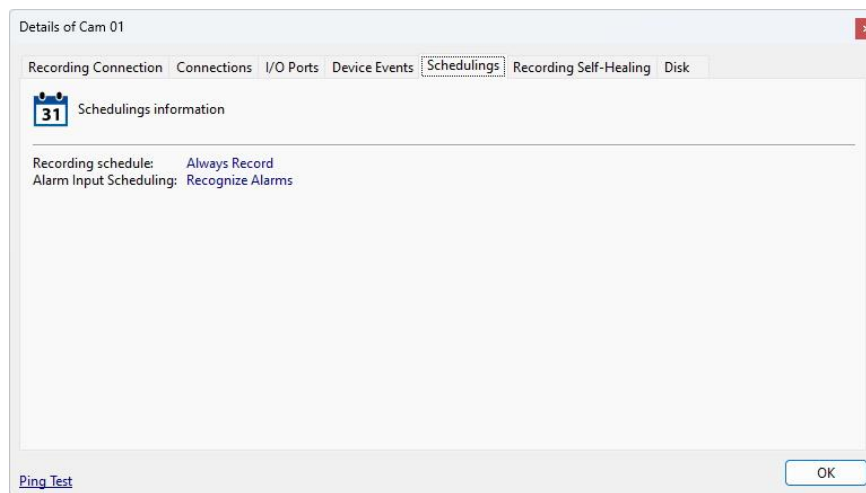 Details of Cam 01
Recording Connection Connections I/O Ports Device Events Schedulings Recording Self-Healing Disk
31 Schedulings information
Recording schedule: Always Record
Alarm Input Scheduling: Recognize Alarms
Ping Test OK